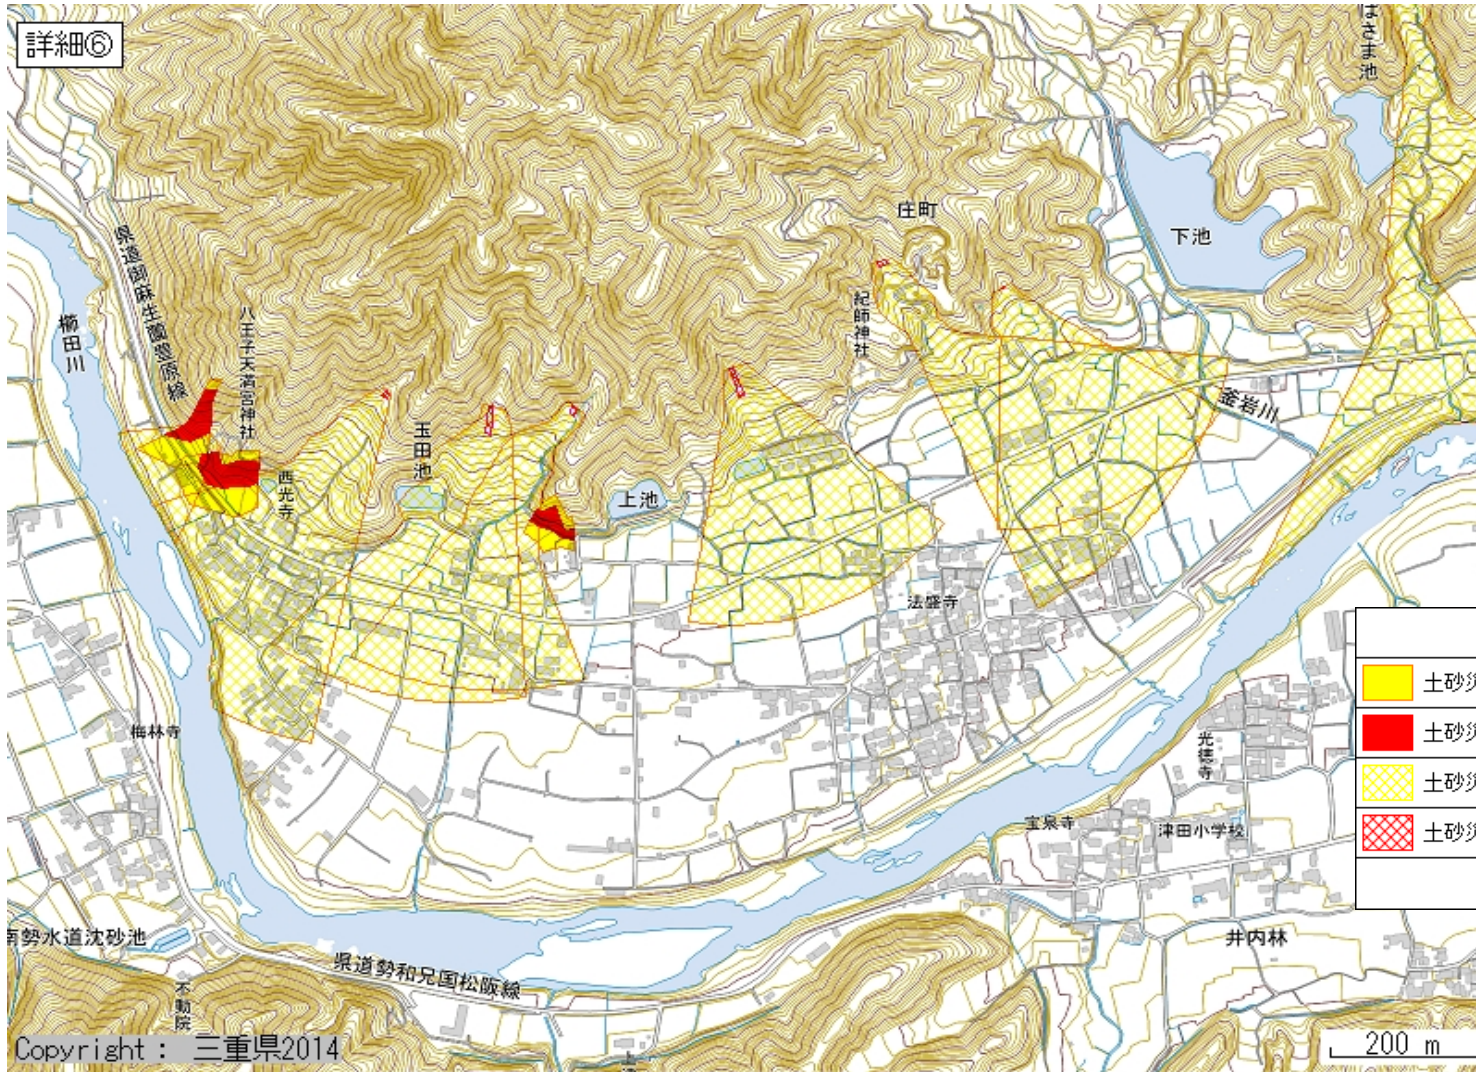 詳細⑥
はさま池
庄町
下池
県道御麻生薗豊原線
櫛田川
八王子天満宮神社
紀師神社
釜岩川
玉田池
西光寺
上池
法盛寺
梅林寺
光徳寺
土砂災
土砂災
土砂災
土砂災
宝泉寺
津田小学校
南勢水道沈砂池
井内林
県道勢和兄国松阪線
不動院
Copyright : 三重県2014
200 m